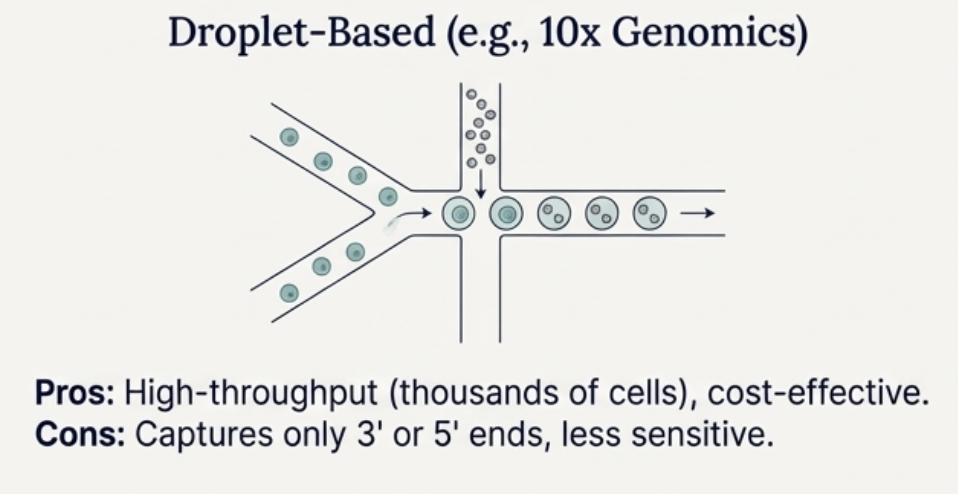 Droplet-Based (e.g., 10x Genomics)
Pros: High-throughput (thousands of cells), cost-effective.
Cons: Captures only 3' or 5' ends, less sensitive.